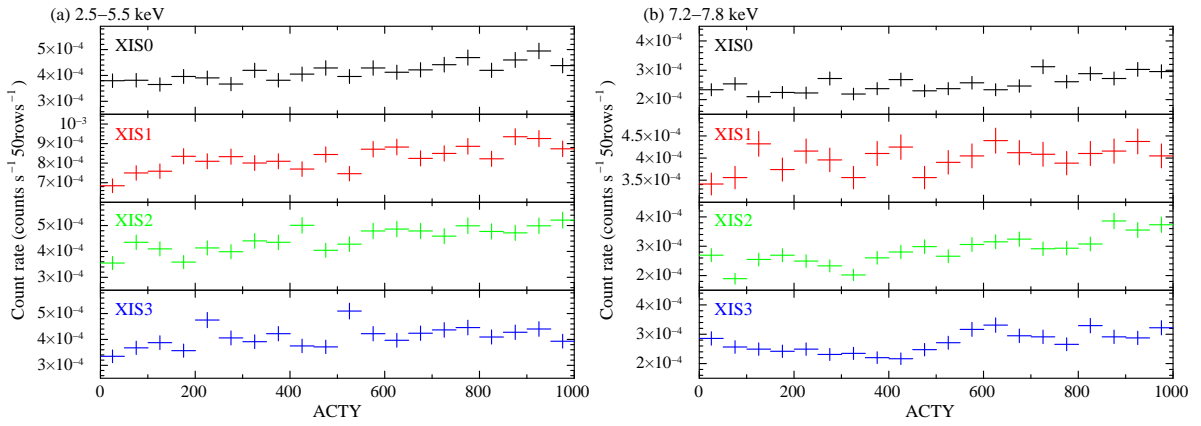 (a) 2.5−5.5 keV
XIS0
5×10⁻⁴
4×10⁻⁴
3×10⁻⁴
XIS1
10⁻³
9×10⁻⁴
8×10⁻⁴
7×10⁻⁴
XIS2
5×10⁻⁴
4×10⁻⁴
3×10⁻⁴
XIS3
5×10⁻⁴
4×10⁻⁴
3×10⁻⁴
Count rate (counts s⁻¹ 50rows⁻¹)
0 200 400 600 800 1000
ACTY
(b) 7.2−7.8 keV
XIS0
4×10⁻⁴
3×10⁻⁴
2×10⁻⁴
XIS1
4.5×10⁻⁴
4×10⁻⁴
3.5×10⁻⁴
XIS2
4×10⁻⁴
3×10⁻⁴
2×10⁻⁴
XIS3
4×10⁻⁴
3×10⁻⁴
2×10⁻⁴
Count rate (counts s⁻¹ 50rows⁻¹)
0 200 400 600 800 1000
ACTY